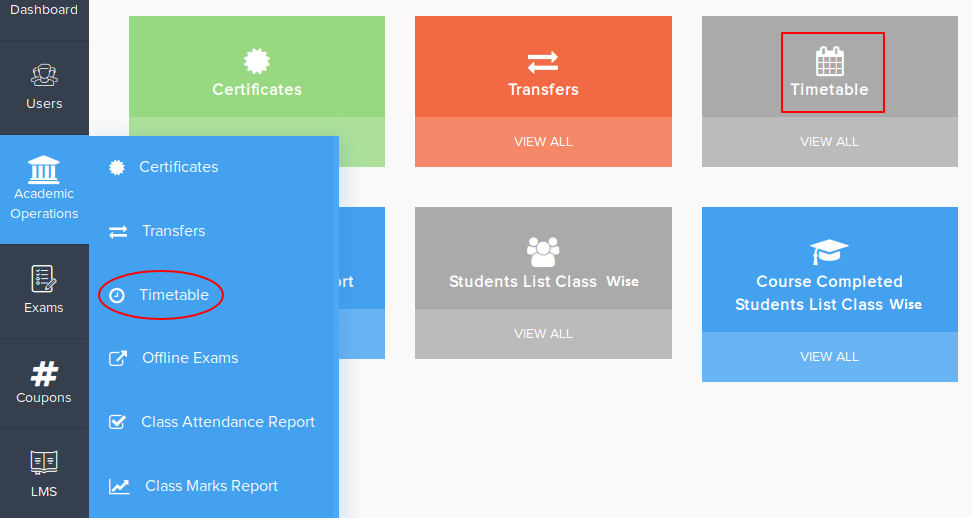 Dashboard
Users
Academic
Operations
Exams
Coupons
LMS
Certificates
Transfers
Timetable
Offline Exams
Class Attendance Report
Class Marks Report
Certificates
Transfers
VIEW ALL
Timetable
VIEW ALL
rt
Students List Class Wise
VIEW ALL
Course Completed
Students List Class Wise
VIEW ALL